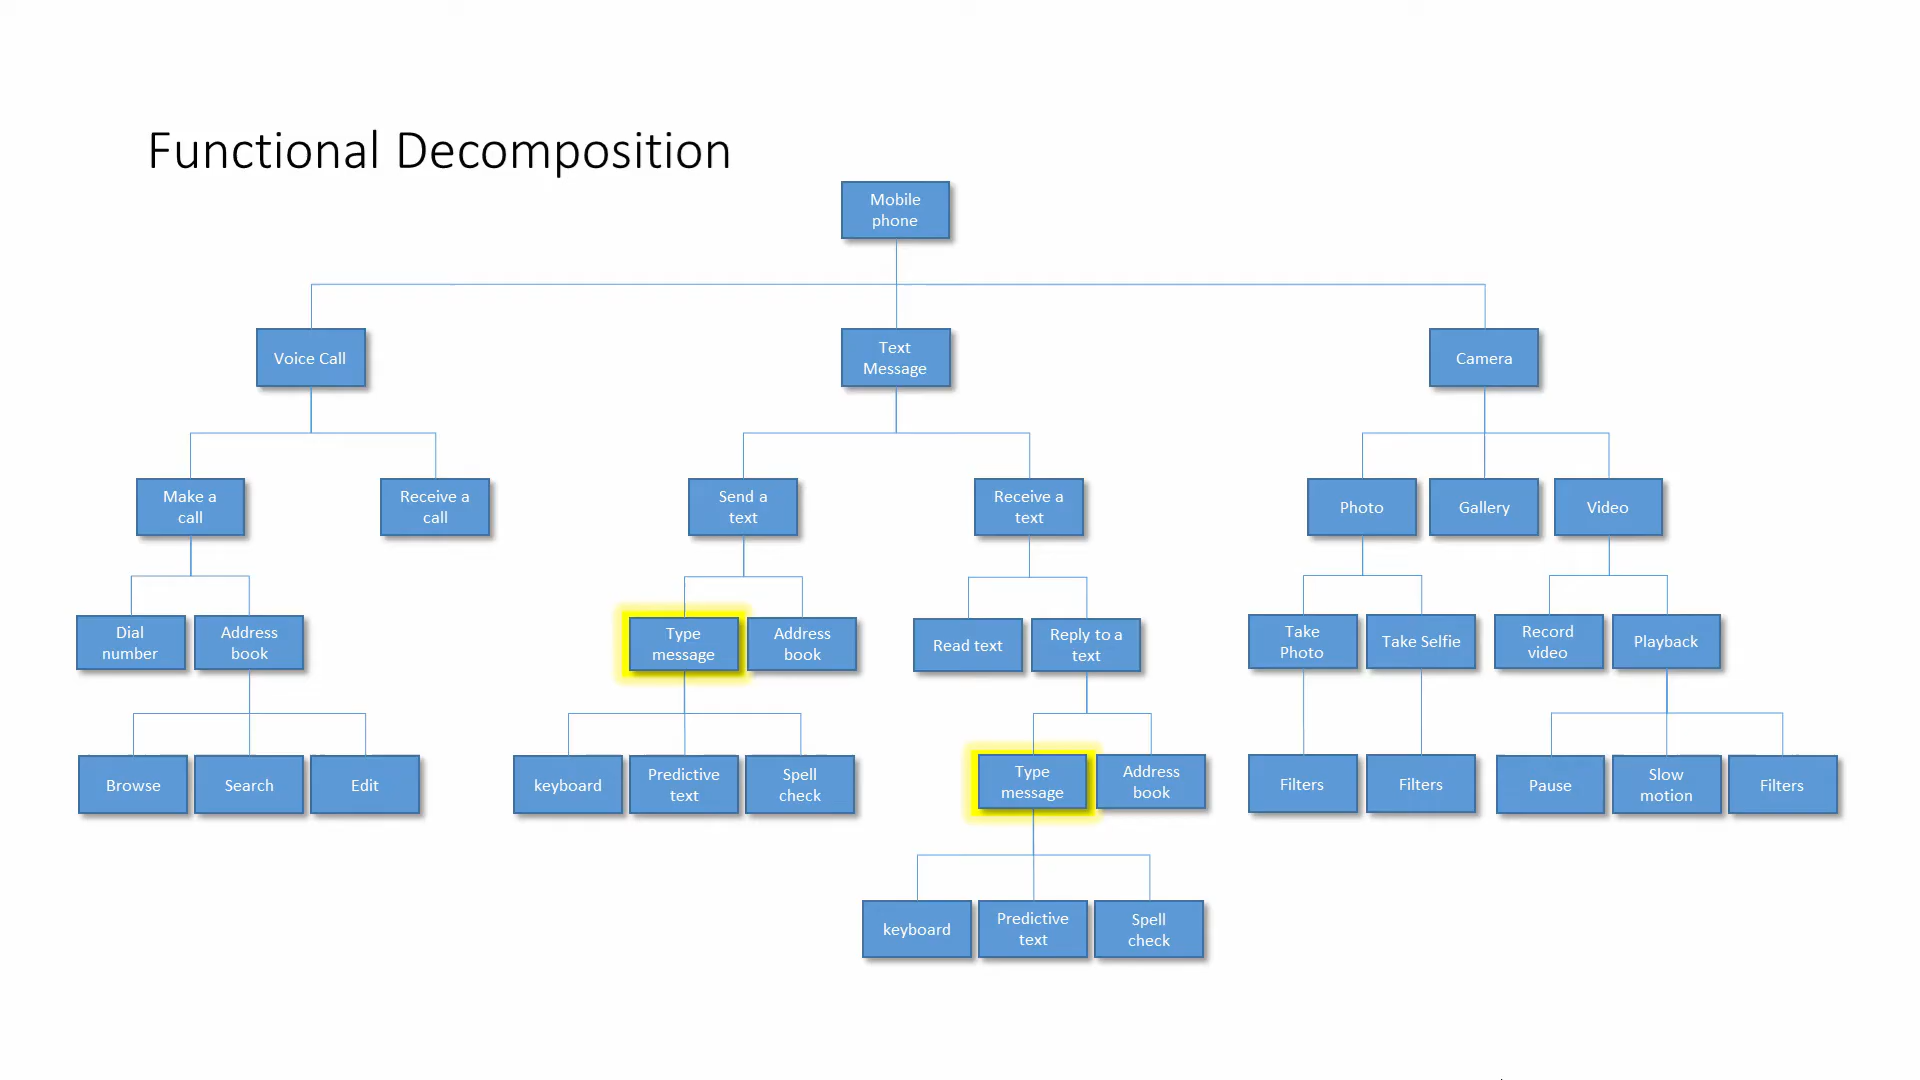 Functional Decomposition
Mobile
phone
Voice Call
Text
Message
Camera
Make a
call
Receive a
call
Send a
text
Receive a
text
Photo
Gallery
Video
Dial
number
Address
book
Type
message
Address
book
Read text
Reply to a
text
Take
Photo
Take Selfie
Record
video
Playback
Browse
Search
Edit
keyboard
Predictive
text
Spell
check
Type
message
Address
book
Filters
Filters
Pause
Slow
motion
Filters
keyboard
Predictive
text
Spell
check